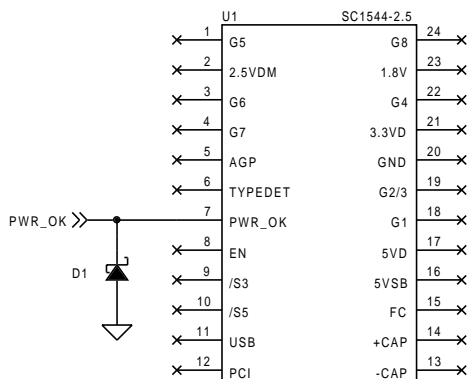 U1 SC1544-2.5
1 G5 G8 24
2 2.5VDM 1.8V 23
3 G6 G4 22
4 G7 3.3VD 21
5 AGP GND 20
6 TYPEDET G2/3 19
PWR_OK 7 PWR_OK G1 18
8 EN 5VD 17
D1 9 /S3 5VSB 16
10 /S5 FC 15
11 USB +CAP 14
12 PCI -CAP 13